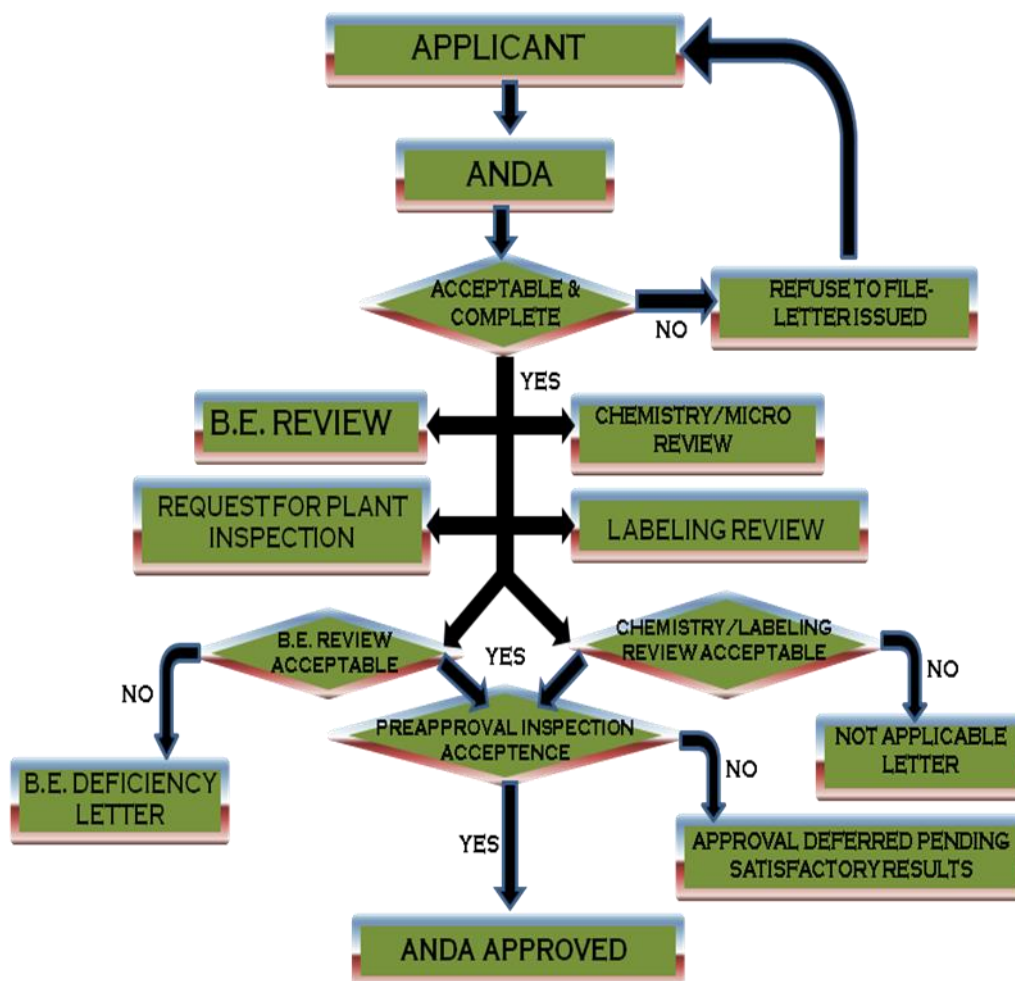 APPLICANT
ANDA
ACCEPTABLE &
COMPLETE
NO
REFUSE TO FILE-
LETTER ISSUED
YES
B.E. REVIEW
CHEMISTRY/MICRO
REVIEW
REQUEST FOR PLANT
INSPECTION
LABELING REVIEW
B.E. REVIEW
ACCEPTABLE
YES
CHEMISTRY/LABELING
REVIEW ACCEPTABLE
NO
NO
PREAPPROVAL INSPECTION
ACCEPTENCE
NO
B.E. DEFICIENCY
LETTER
NOT APPLICABLE
LETTER
YES
APPROVAL DEFERRED PENDING
SATISFACTORY RESULTS
ANDA APPROVED